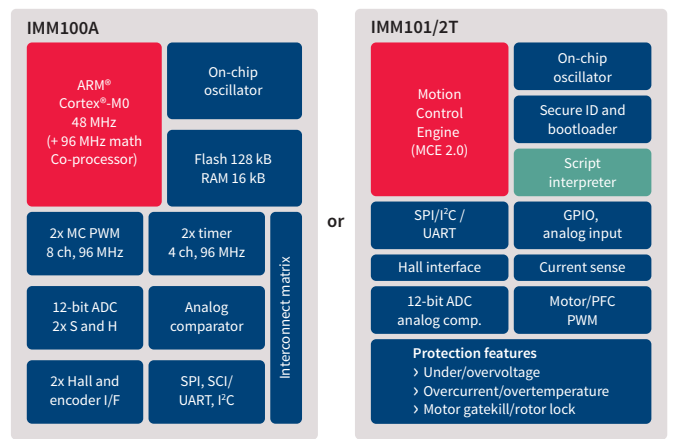 IMM100A
ARM®
Cortex®-M0
48 MHz
(+ 96 MHz math
Co-processor)
On-chip
oscillator
Flash 128 kB
RAM 16 kB
2x MC PWM
8 ch, 96 MHz
2x timer
4 ch, 96 MHz
12-bit ADC
2x S and H
Analog
comparator
2x Hall and
encoder I/F
SPI, SCI/
UART, I²C
Interconnect matrix
or
IMM101/2T
Motion
Control
Engine
(MCE 2.0)
On-chip
oscillator
Secure ID and
bootloader
Script
interpreter
SPI/I²C /
UART
GPIO,
analog input
Hall interface
Current sense
12-bit ADC
analog comp.
Motor/PFC
PWM
Protection features
› Under/overvoltage
› Overcurrent/overtemperature
› Motor gatekill/rotor lock